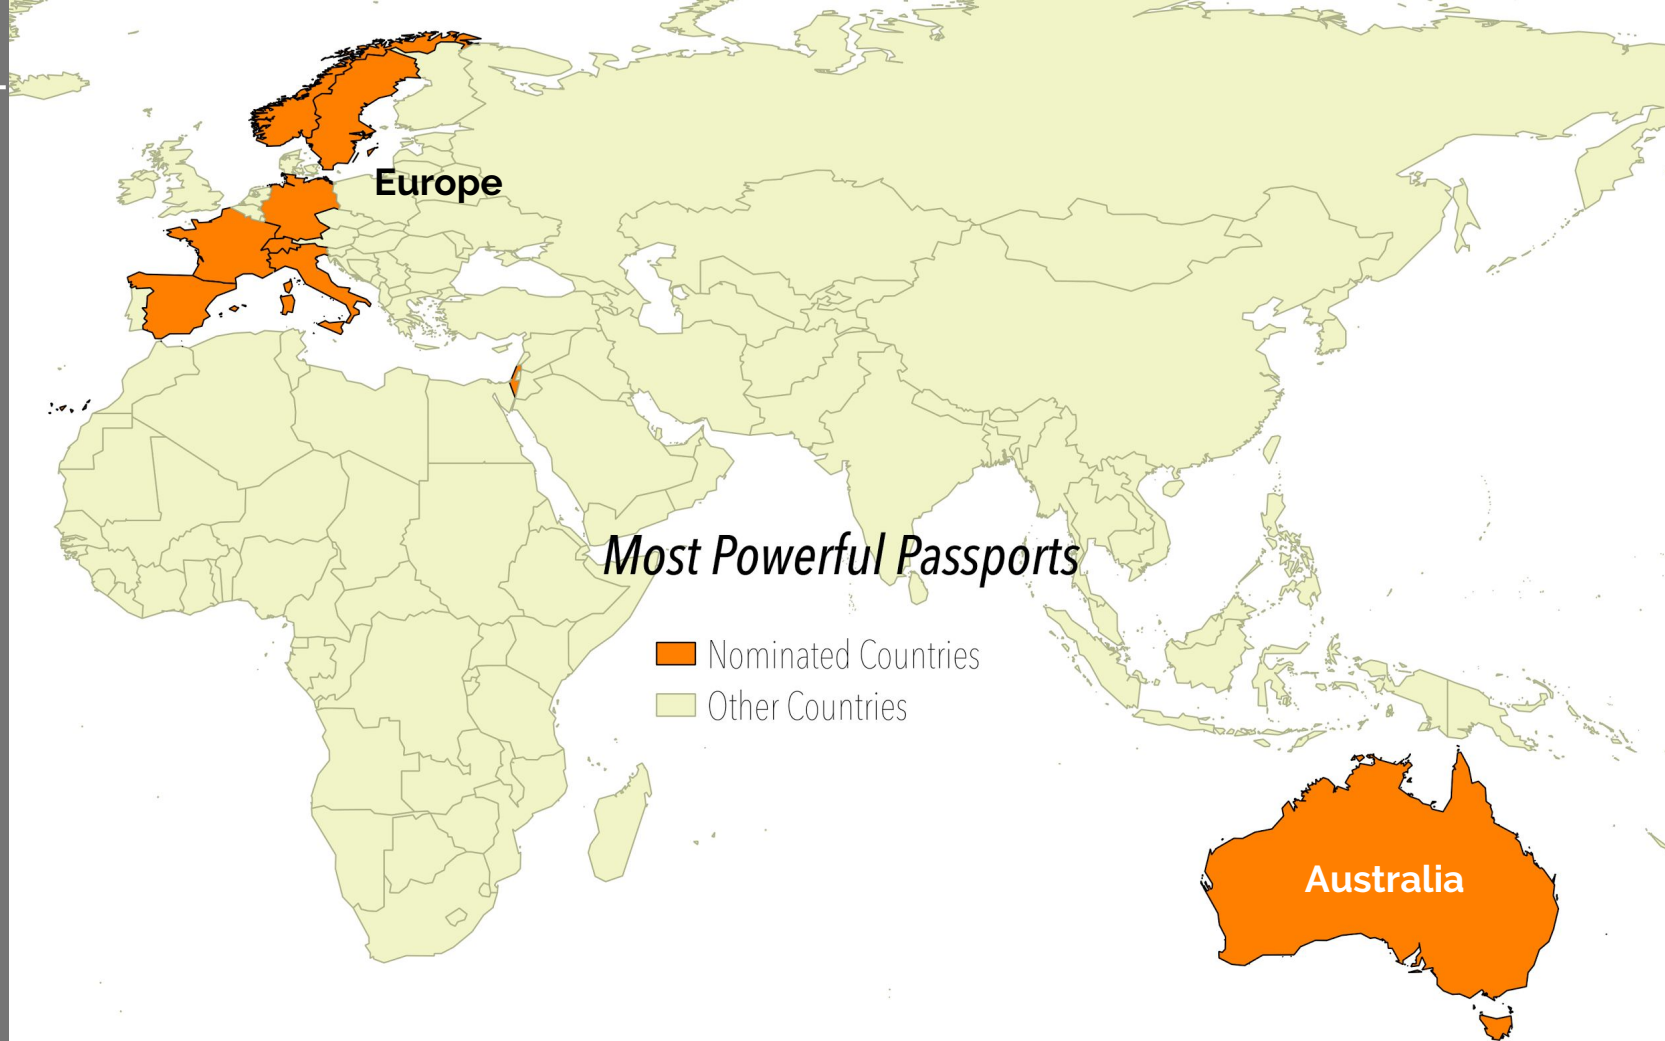 Europe
Most Powerful Passports
Nominated Countries
Other Countries
Australia